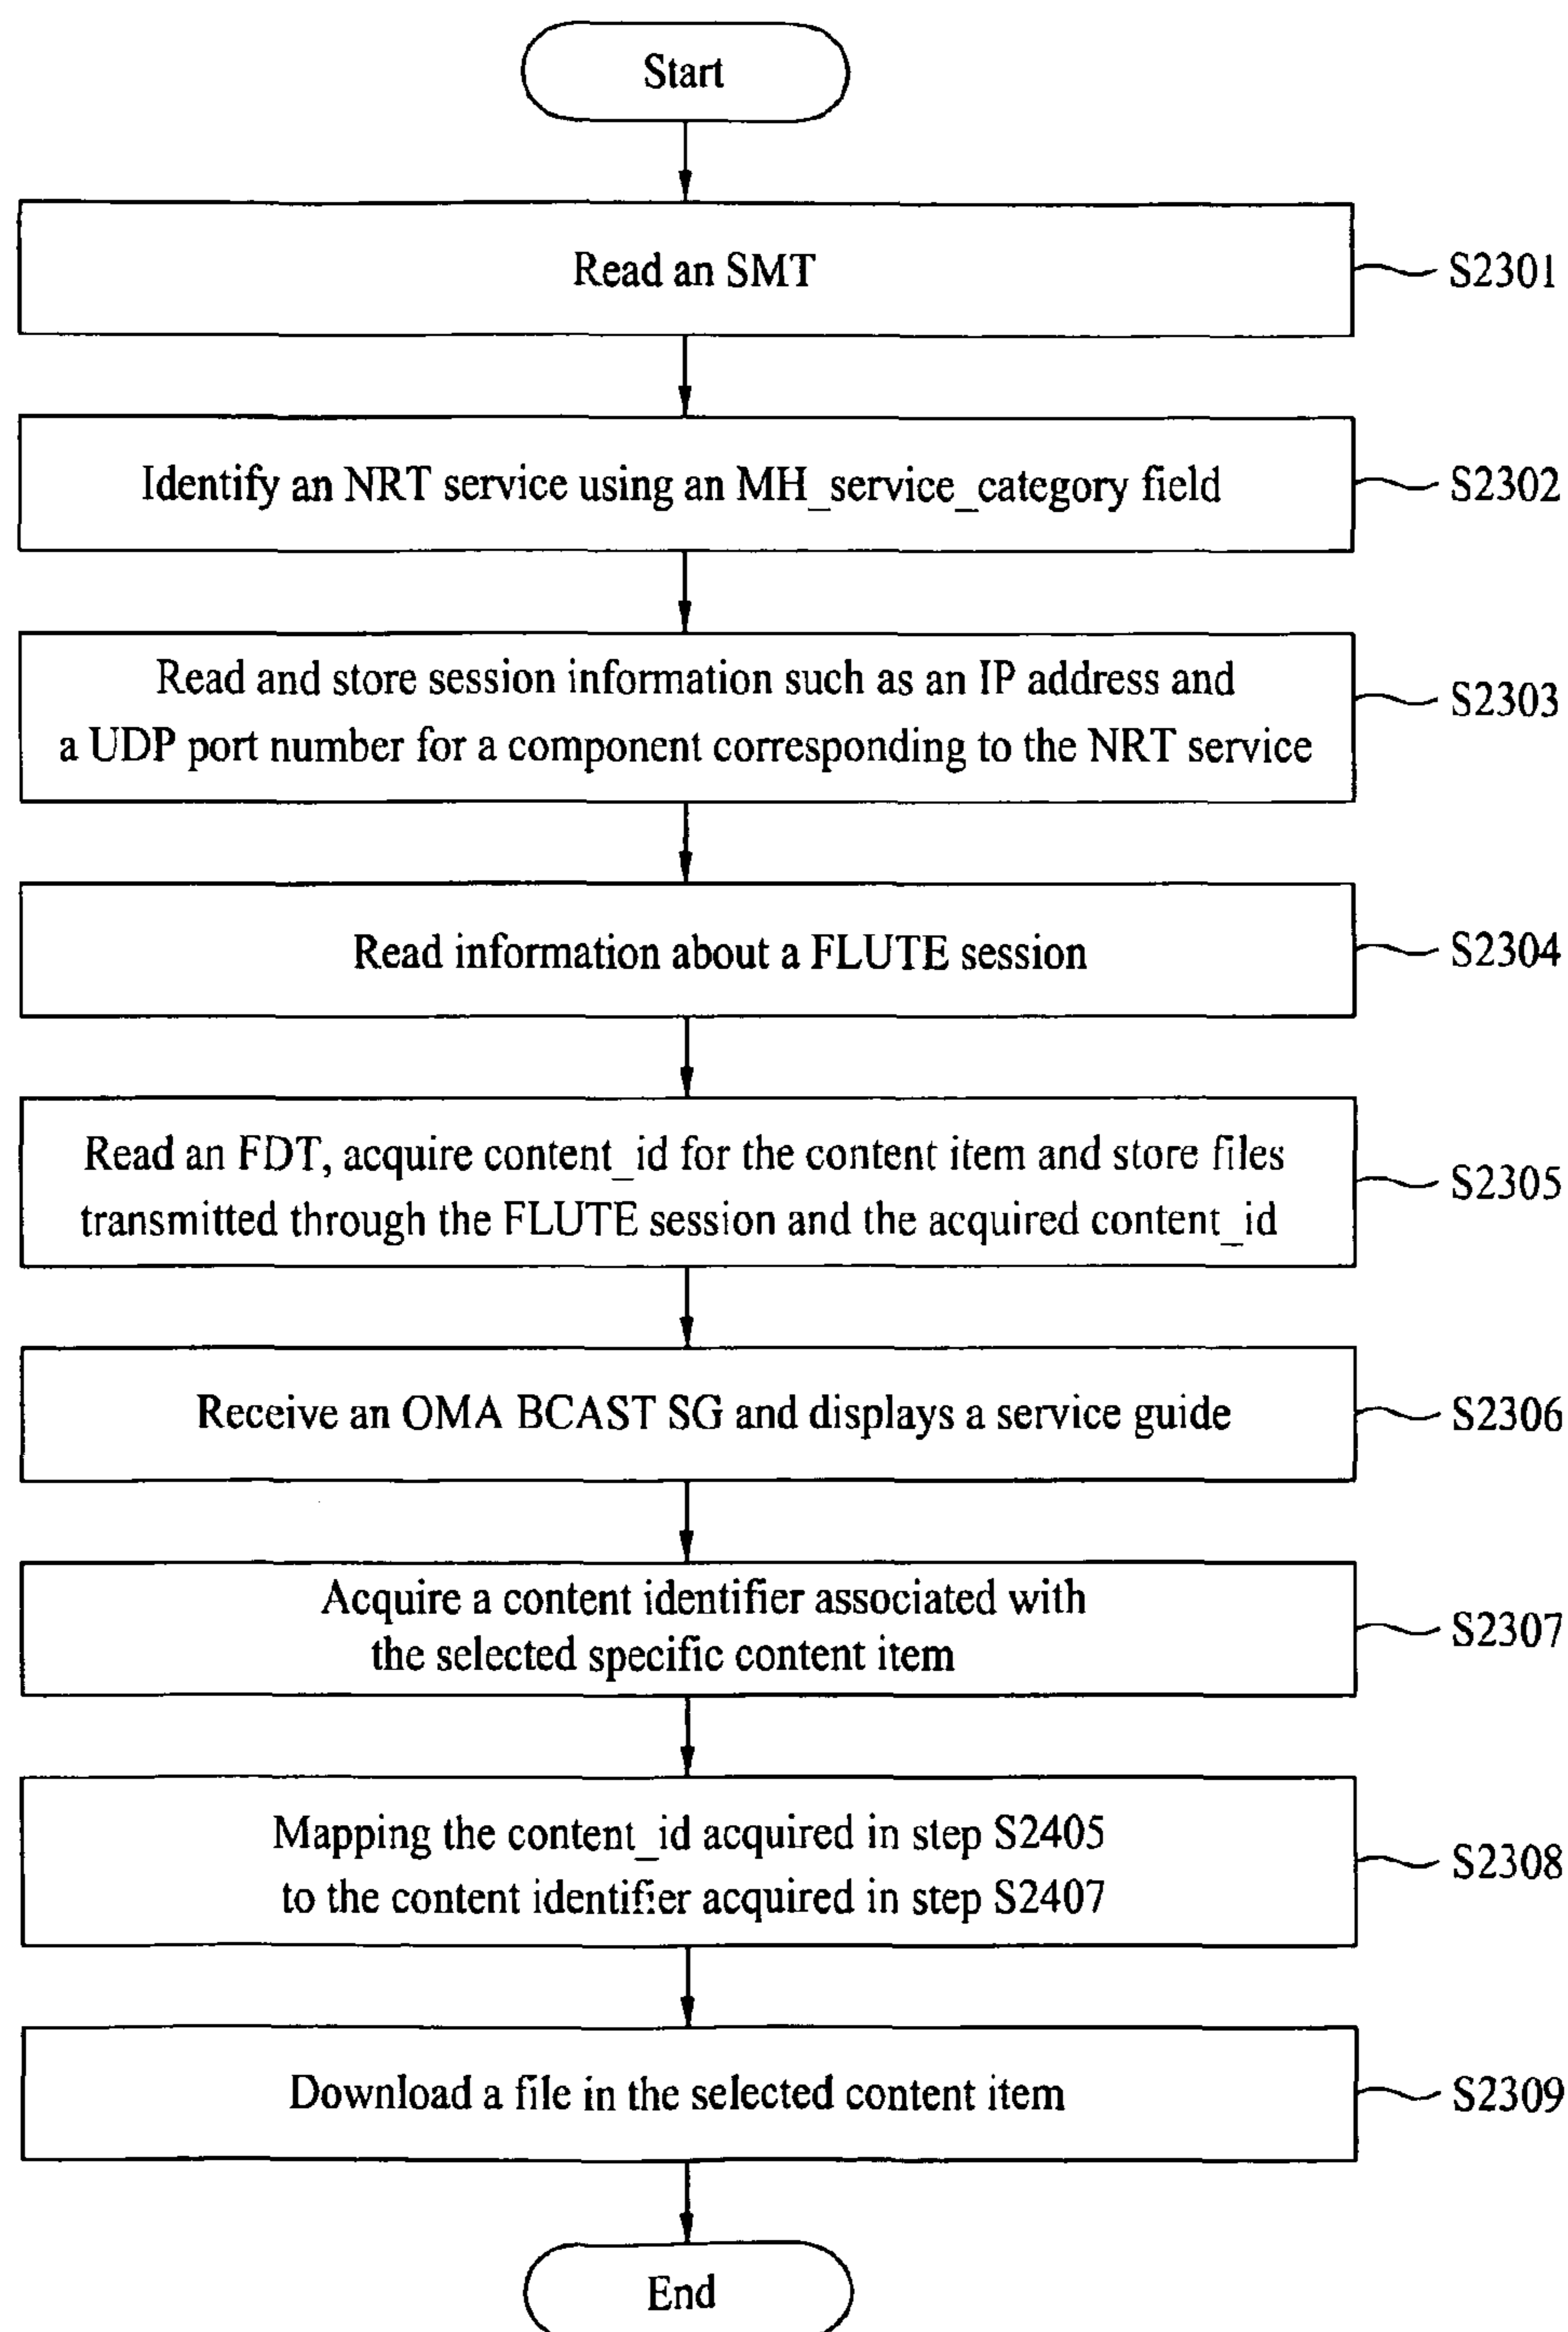 Start
Read an SMT
S2301
Identify an NRT service using an MH_service_category field
S2302
Read and store session information such as an IP address and
a UDP port number for a component corresponding to the NRT service
S2303
Read information about a FLUTE session
S2304
Read an FDT, acquire content_id for the content item and store files
transmitted through the FLUTE session and the acquired content_id
S2305
Receive an OMA BCAST SG and displays a service guide
S2306
Acquire a content identifier associated with
the selected specific content item
S2307
Mapping the content_id acquired in step S2405
to the content identifier acquired in step S2407
S2308
Download a file in the selected content item
S2309
End